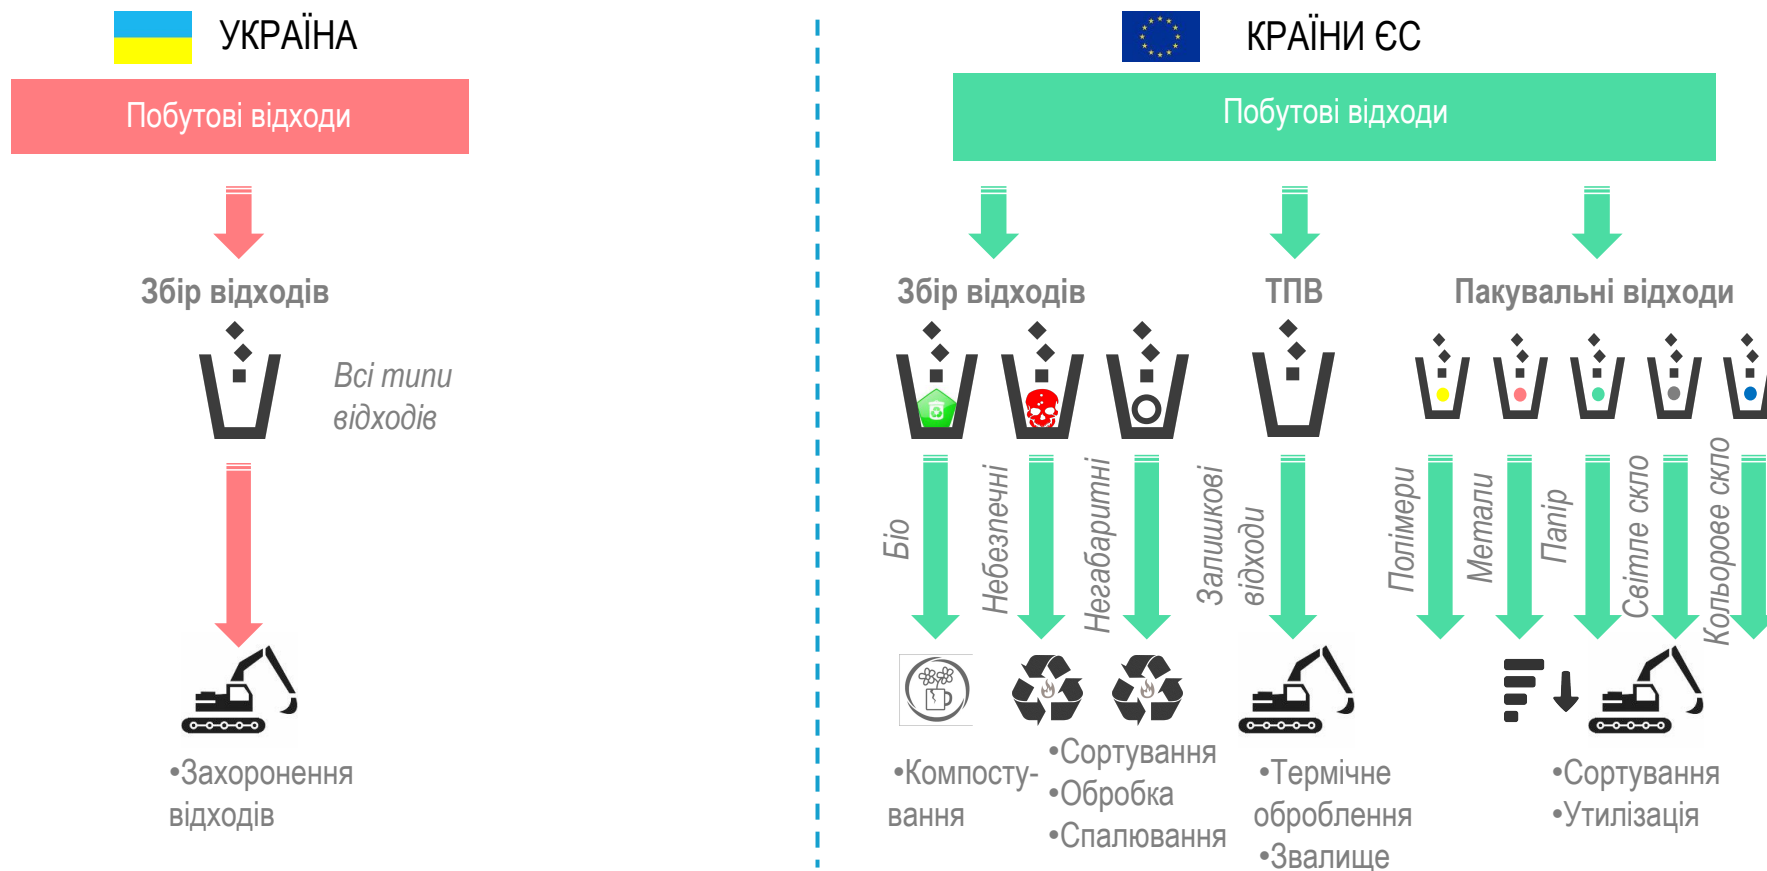 УКРАЇНА
Побутові відходи
Збір відходів
Всі типи
відходів
•Захоронення
відходів
КРАЇНИ ЄС
Побутові відходи
Збір відходів
ТПВ
Пакувальні відходи
Біо
Небезпечні
Негабаритні
Залишкові
відходи
Полімери
Метали
Папір
Світле скло
Кольорове скло
•Компосту-
вання
•Сортування
•Обробка
•Спалювання
•Термічне
оброблення
•Звалище
•Сортування
•Утилізація